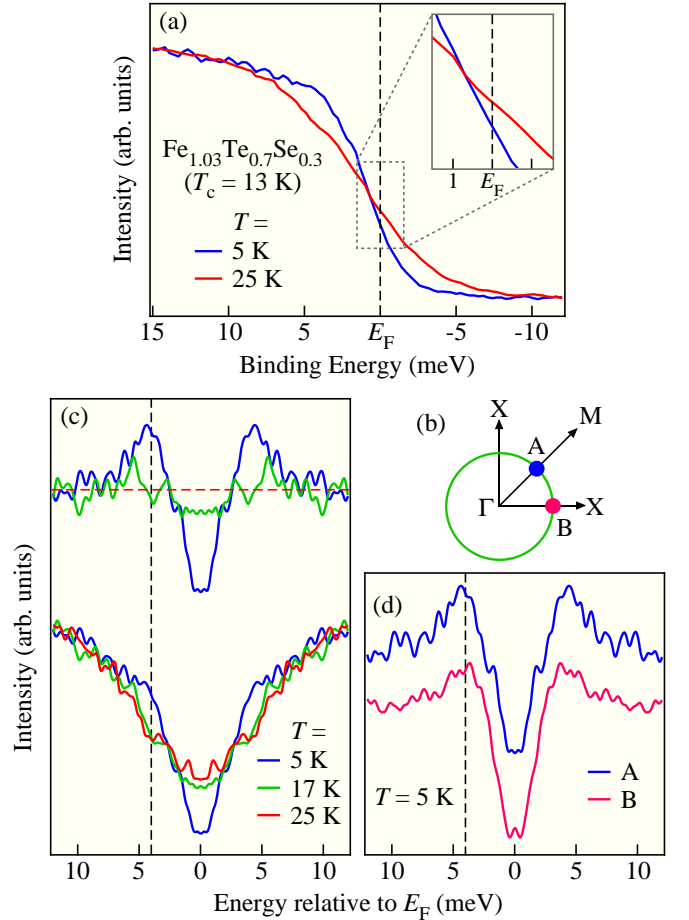 (a)
Intensity (arb. units)
Fe1.03Te0.7Se0.3
(Tc = 13 K)
T =
5 K
25 K
1
EF
15
10
5
EF
-5
-10
Binding Energy (meV)
(c)
Intensity (arb. units)
T =
5 K
17 K
25 K
10
5
0
5
10
(b)
X
M
A
Γ
X
B
(d)
T = 5 K
A
B
10
5
0
5
10
Energy relative to EF (meV)